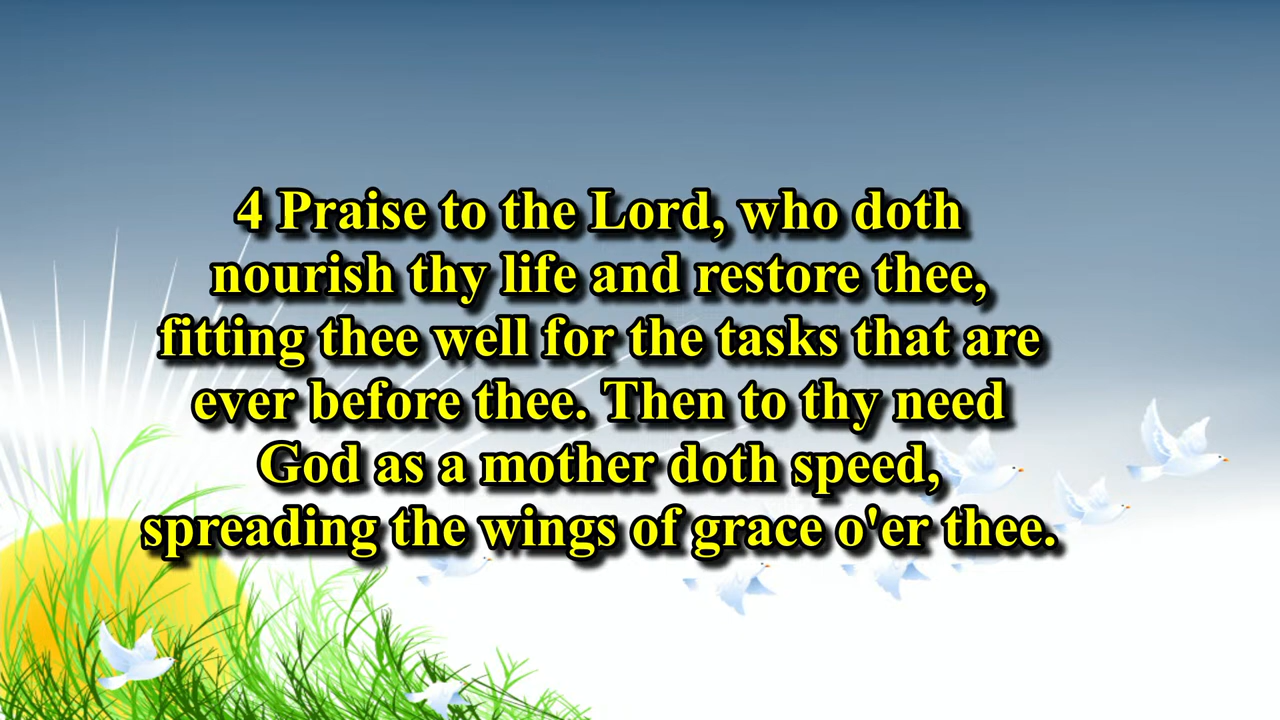 4 Praise to the Lord, who doth
nourish thy life and restore thee,
fitting thee well for the tasks that are
ever before thee. Then to thy need
God as a mother doth speed,
spreading the wings of grace o'er thee.